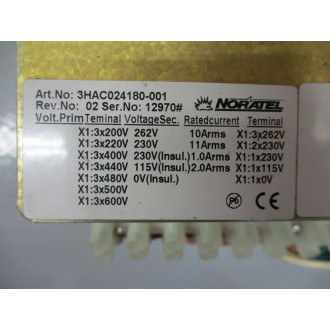 Art.No: 3HAC024180-001
Rev.No: 02 Ser.No: 12970# NORATEL
Volt.PrimTeminal VoltageSec. Ratedcurrent Terminal
X1:3x200V 262V 10Arms X1:3x262V
X1:3x220V 230V 11Arms X1:2x230V
X1:3x400V 230V(Insul.)1.0Arms X1:1x230V
X1:3x440V 115V(Insul.)2.0Arms X1:1x115V
X1:3x480V 0V(Insul.) X1:1x0V
X1:3x500V
X1:3x600V
CE